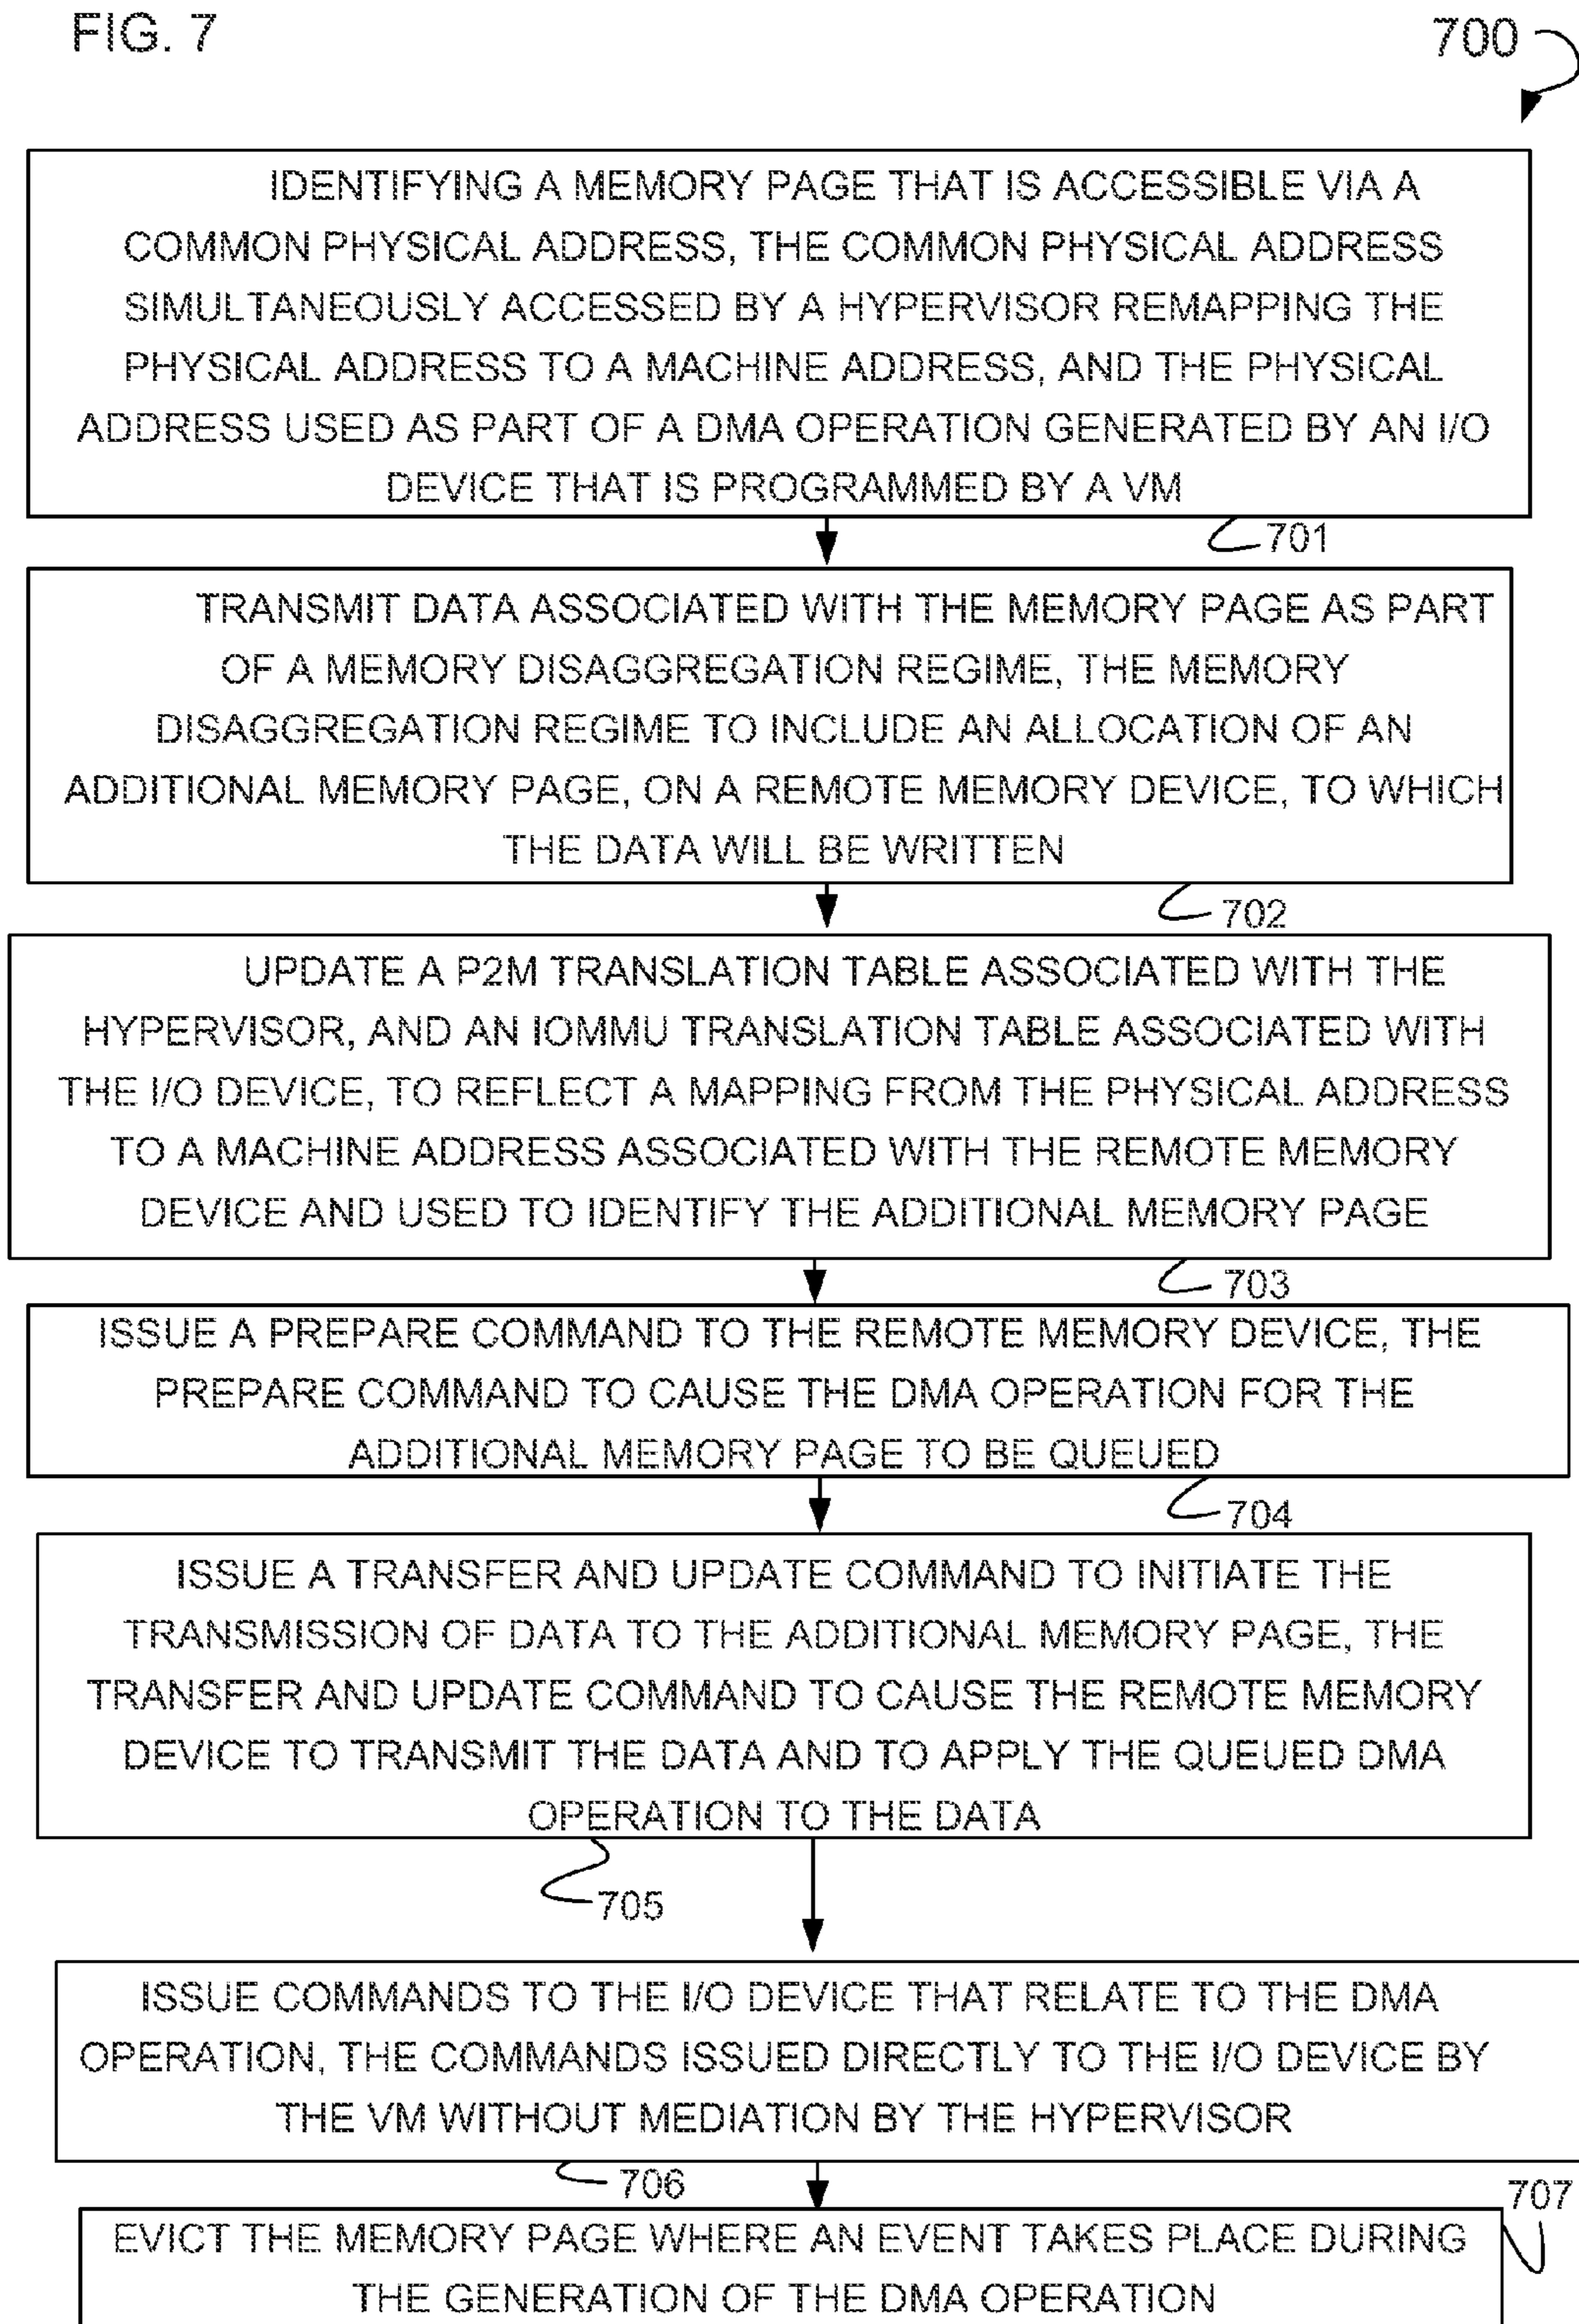 FIG. 7
700
IDENTIFYING A MEMORY PAGE THAT IS ACCESSIBLE VIA A
COMMON PHYSICAL ADDRESS, THE COMMON PHYSICAL ADDRESS
SIMULTANEOUSLY ACCESSED BY A HYPERVISOR REMAPPING THE
PHYSICAL ADDRESS TO A MACHINE ADDRESS, AND THE PHYSICAL
ADDRESS USED AS PART OF A DMA OPERATION GENERATED BY AN I/O
DEVICE THAT IS PROGRAMMED BY A VM
701
TRANSMIT DATA ASSOCIATED WITH THE MEMORY PAGE AS PART
OF A MEMORY DISAGGREGATION REGIME, THE MEMORY
DISAGGREGATION REGIME TO INCLUDE AN ALLOCATION OF AN
ADDITIONAL MEMORY PAGE, ON A REMOTE MEMORY DEVICE, TO WHICH
THE DATA WILL BE WRITTEN
702
UPDATE A P2M TRANSLATION TABLE ASSOCIATED WITH THE
HYPERVISOR, AND AN IOMMU TRANSLATION TABLE ASSOCIATED WITH
THE I/O DEVICE, TO REFLECT A MAPPING FROM THE PHYSICAL ADDRESS
TO A MACHINE ADDRESS ASSOCIATED WITH THE REMOTE MEMORY
DEVICE AND USED TO IDENTIFY THE ADDITIONAL MEMORY PAGE
703
ISSUE A PREPARE COMMAND TO THE REMOTE MEMORY DEVICE, THE
PREPARE COMMAND TO CAUSE THE DMA OPERATION FOR THE
ADDITIONAL MEMORY PAGE TO BE QUEUED
704
ISSUE A TRANSFER AND UPDATE COMMAND TO INITIATE THE
TRANSMISSION OF DATA TO THE ADDITIONAL MEMORY PAGE, THE
TRANSFER AND UPDATE COMMAND TO CAUSE THE REMOTE MEMORY
DEVICE TO TRANSMIT THE DATA AND TO APPLY THE QUEUED DMA
OPERATION TO THE DATA
705
ISSUE COMMANDS TO THE I/O DEVICE THAT RELATE TO THE DMA
OPERATION, THE COMMANDS ISSUED DIRECTLY TO THE I/O DEVICE BY
THE VM WITHOUT MEDIATION BY THE HYPERVISOR
706
707
EVICT THE MEMORY PAGE WHERE AN EVENT TAKES PLACE DURING
THE GENERATION OF THE DMA OPERATION